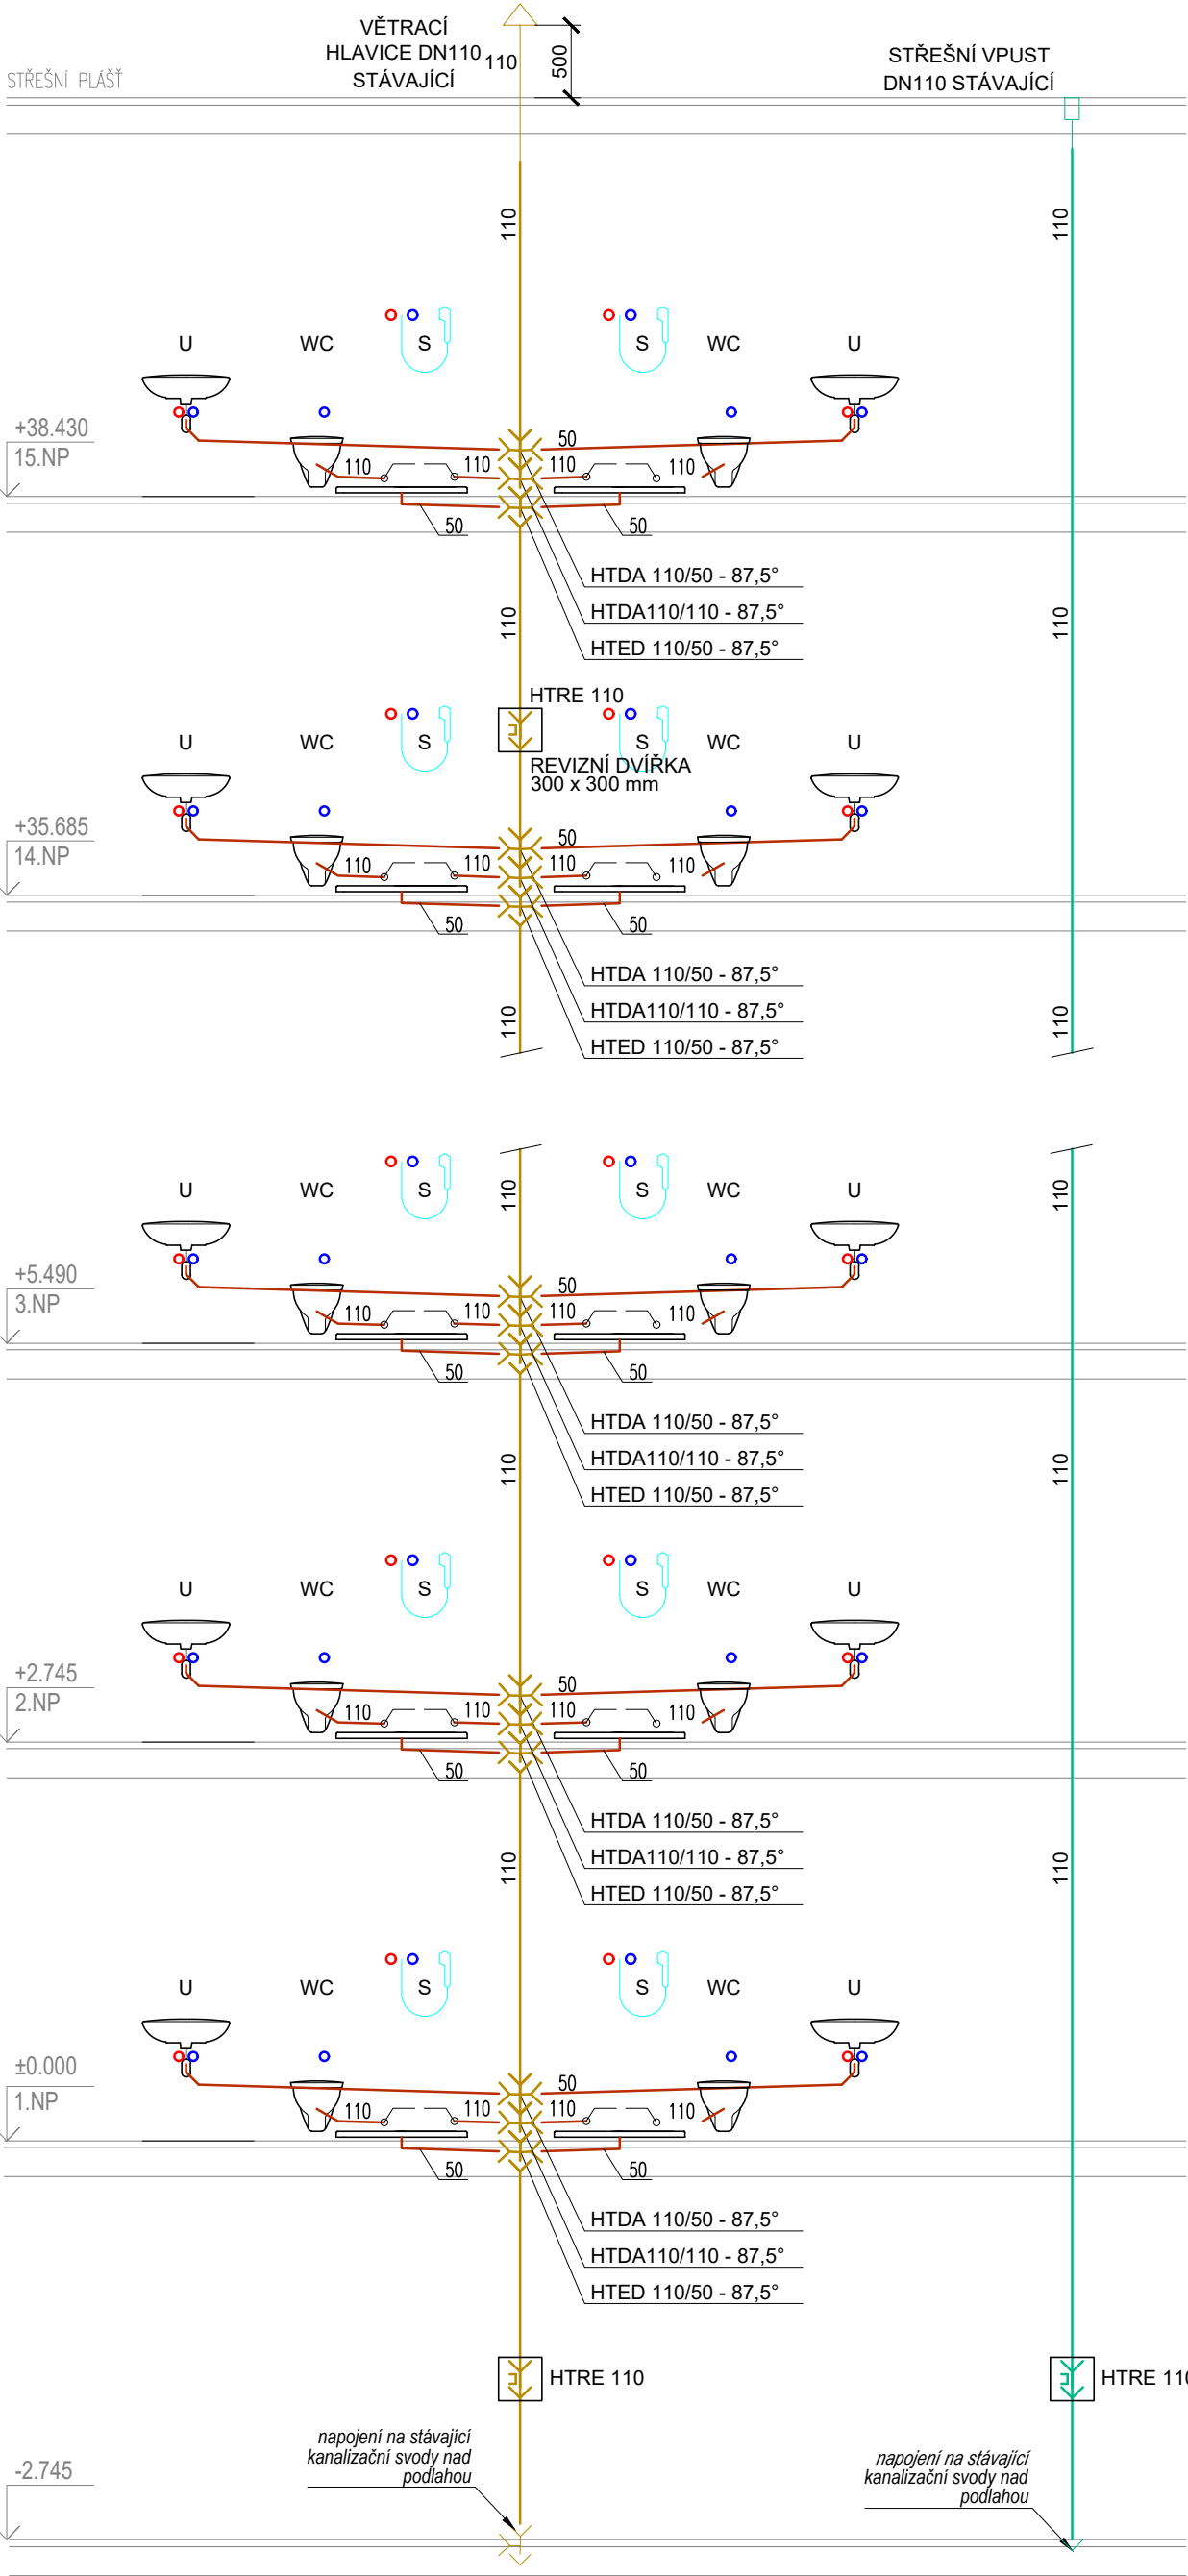 VĚTRACÍ
HLAVICE DN110
STÁVAJÍCÍ
110
500
STŘEŠNÍ VPUST
DN110 STÁVAJÍCÍ
STŘEŠNÍ PLÁŠŤ
110
110
U
WC
S
S
WC
U
+38.430
15.NP
50
110
110
110
110
50
50
HTDA 110/50 - 87,5°
HTDA110/110 - 87,5°
HTED 110/50 - 87,5°
110
110
HTRE 110
U
WC
S
S
WC
U
REVIZNÍ DVÍŘKA
300 x 300 mm
+35.685
14.NP
50
110
110
110
110
50
50
HTDA 110/50 - 87,5°
HTDA110/110 - 87,5°
HTED 110/50 - 87,5°
110
110
110
110
U
WC
S
S
WC
U
+5.490
3.NP
50
110
110
110
110
50
50
HTDA 110/50 - 87,5°
HTDA110/110 - 87,5°
HTED 110/50 - 87,5°
110
110
U
WC
S
S
WC
U
+2.745
2.NP
50
110
110
110
110
50
50
HTDA 110/50 - 87,5°
HTDA110/110 - 87,5°
HTED 110/50 - 87,5°
110
110
U
WC
S
S
WC
U
±0.000
1.NP
50
110
110
110
110
50
50
HTDA 110/50 - 87,5°
HTDA110/110 - 87,5°
HTED 110/50 - 87,5°
HTRE 110
HTRE 110
napojení na stávající
kanalizační svody nad
podlahou
napojení na stávající
kanalizační svody nad
podlahou
-2.745